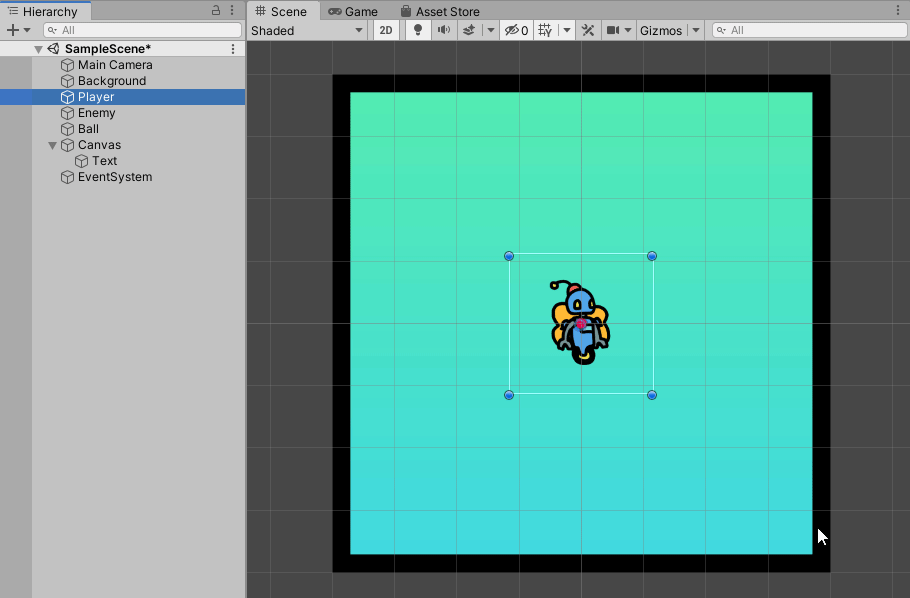 Hierarchy
All
SampleScene*
Main Camera
Background
Player
Enemy
Ball
Canvas
Text
EventSystem
Scene Game Asset Store
Shaded 2D 0 Gizmos All